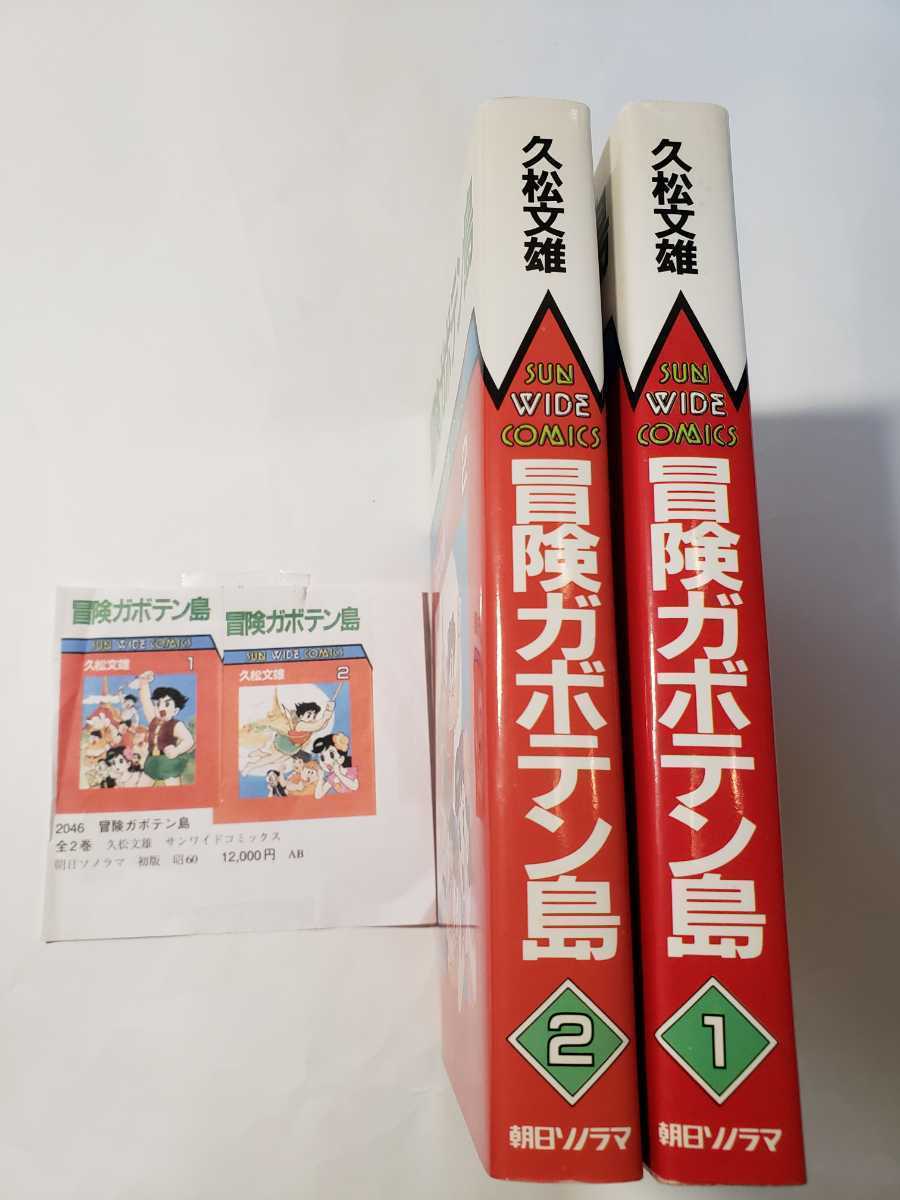 久松文雄
SUN
WIDE
COMICS
冒険ガボテン島
2
朝日ソノラマ
久松文雄
SUN
WIDE
COMICS
冒険ガボテン島
1
朝日ソノラマ
冒険ガボテン島
SUN WIDE COMICS
久松文雄 1
冒険ガボテン島
SUN WIDE COMICS
久松文雄 2
2046 冒険ガボテン島
全2巻 久松文雄 サンワイドコミックス
朝日ソノラマ 初版 昭60 12,000円 AB